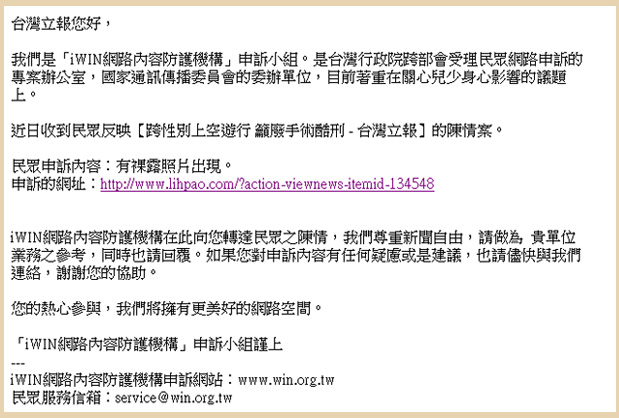 台灣立報您好，
我們是「iWIN網路內容防護機構」申訴小組。是台灣行政院跨部會受理民眾網路申訴的
專案辦公室，國家通訊傳播委員會的委辦單位，目前著重在關心兒少身心影響的議題
上。
近日收到民眾反映【跨性別上空遊行 籲廢手術酷刑 - 台灣立報】的陳情案。
民眾申訴內容：有裸露照片出現。
申訴的網址：http://www.lihpao.com/?action-viewnews-itemid-134548
iWIN網路內容防護機構在此向您轉達民眾之陳情，我們尊重新聞自由，請做為 貴單位
業務之參考，同時也請回覆。如果您對申訴內容有任何疑慮或是建議，也請儘快與我們
連絡，謝謝您的協助。
您的熱心參與，我們將擁有更美好的網路空間。
「iWIN網路內容防護機構」申訴小組謹上
---
iWIN網路內容防護機構申訴網站：www.win.org.tw
民眾服務信箱：service@win.org.tw